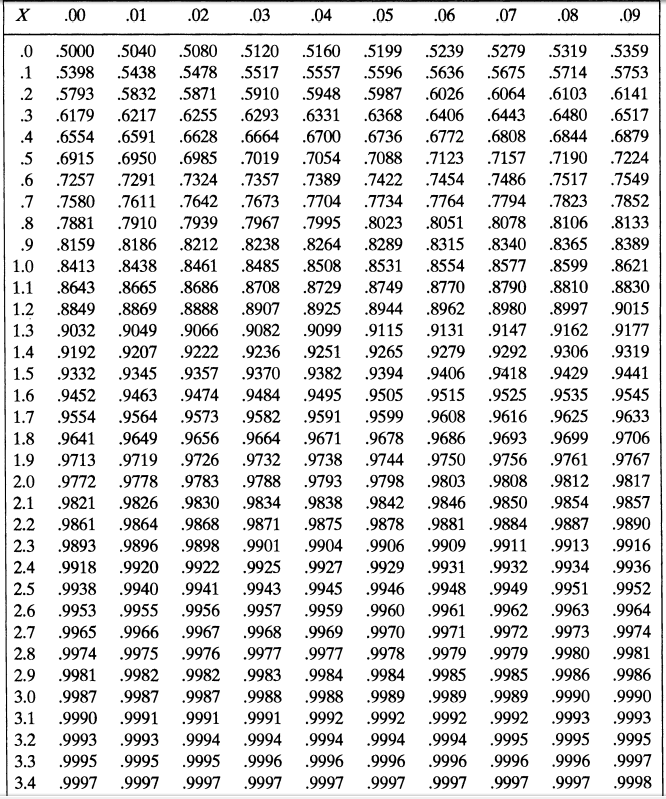 X .00 .01 .02 .03 .04 .05 .06 .07 .08 .09
.0 .5000 .5040 .5080 .5120 .5160 .5199 .5239 .5279 .5319 .5359
.1 .5398 .5438 .5478 .5517 .5557 .5596 .5636 .5675 .5714 .5753
.2 .5793 .5832 .5871 .5910 .5948 .5987 .6026 .6064 .6103 .6141
.3 .6179 .6217 .6255 .6293 .6331 .6368 .6406 .6443 .6480 .6517
.4 .6554 .6591 .6628 .6664 .6700 .6736 .6772 .6808 .6844 .6879
.5 .6915 .6950 .6985 .7019 .7054 .7088 .7123 .7157 .7190 .7224
.6 .7257 .7291 .7324 .7357 .7389 .7422 .7454 .7486 .7517 .7549
.7 .7580 .7611 .7642 .7673 .7704 .7734 .7764 .7794 .7823 .7852
.8 .7881 .7910 .7939 .7967 .7995 .8023 .8051 .8078 .8106 .8133
.9 .8159 .8186 .8212 .8238 .8264 .8289 .8315 .8340 .8365 .8389
1.0 .8413 .8438 .8461 .8485 .8508 .8531 .8554 .8577 .8599 .8621
1.1 .8643 .8665 .8686 .8708 .8729 .8749 .8770 .8790 .8810 .8830
1.2 .8849 .8869 .8888 .8907 .8925 .8944 .8962 .8980 .8997 .9015
1.3 .9032 .9049 .9066 .9082 .9099 .9115 .9131 .9147 .9162 .9177
1.4 .9192 .9207 .9222 .9236 .9251 .9265 .9279 .9292 .9306 .9319
1.5 .9332 .9345 .9357 .9370 .9382 .9394 .9406 .9418 .9429 .9441
1.6 .9452 .9463 .9474 .9484 .9495 .9505 .9515 .9525 .9535 .9545
1.7 .9554 .9564 .9573 .9582 .9591 .9599 .9608 .9616 .9625 .9633
1.8 .9641 .9649 .9656 .9664 .9671 .9678 .9686 .9693 .9699 .9706
1.9 .9713 .9719 .9726 .9732 .9738 .9744 .9750 .9756 .9761 .9767
2.0 .9772 .9778 .9783 .9788 .9793 .9798 .9803 .9808 .9812 .9817
2.1 .9821 .9826 .9830 .9834 .9838 .9842 .9846 .9850 .9854 .9857
2.2 .9861 .9864 .9868 .9871 .9875 .9878 .9881 .9884 .9887 .9890
2.3 .9893 .9896 .9898 .9901 .9904 .9906 .9909 .9911 .9913 .9916
2.4 .9918 .9920 .9922 .9925 .9927 .9929 .9931 .9932 .9934 .9936
2.5 .9938 .9940 .9941 .9943 .9945 .9946 .9948 .9949 .9951 .9952
2.6 .9953 .9955 .9956 .9957 .9959 .9960 .9961 .9962 .9963 .9964
2.7 .9965 .9966 .9967 .9968 .9969 .9970 .9971 .9972 .9973 .9974
2.8 .9974 .9975 .9976 .9977 .9977 .9978 .9979 .9979 .9980 .9981
2.9 .9981 .9982 .9982 .9983 .9984 .9984 .9985 .9985 .9986 .9986
3.0 .9987 .9987 .9987 .9988 .9988 .9989 .9989 .9989 .9990 .9990
3.1 .9990 .9991 .9991 .9991 .9992 .9992 .9992 .9992 .9993 .9993
3.2 .9993 .9993 .9994 .9994 .9994 .9994 .9994 .9995 .9995 .9995
3.3 .9995 .9995 .9995 .9996 .9996 .9996 .9996 .9996 .9996 .9997
3.4 .9997 .9997 .9997 .9997 .9997 .9997 .9997 .9997 .9997 .9998